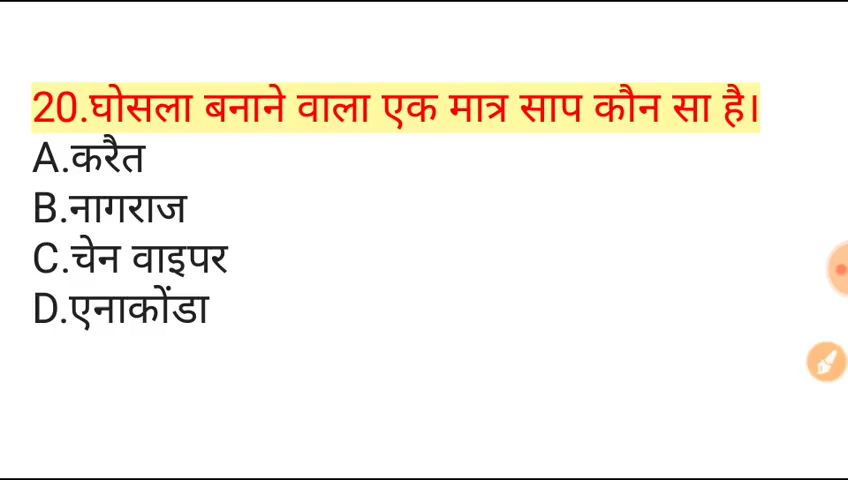 20.घोसला बनाने वाला एक मात्र साप कौन सा है।
A.करैत
B.नागराज
C.चेन वाइपर
D.एनाकोंडा